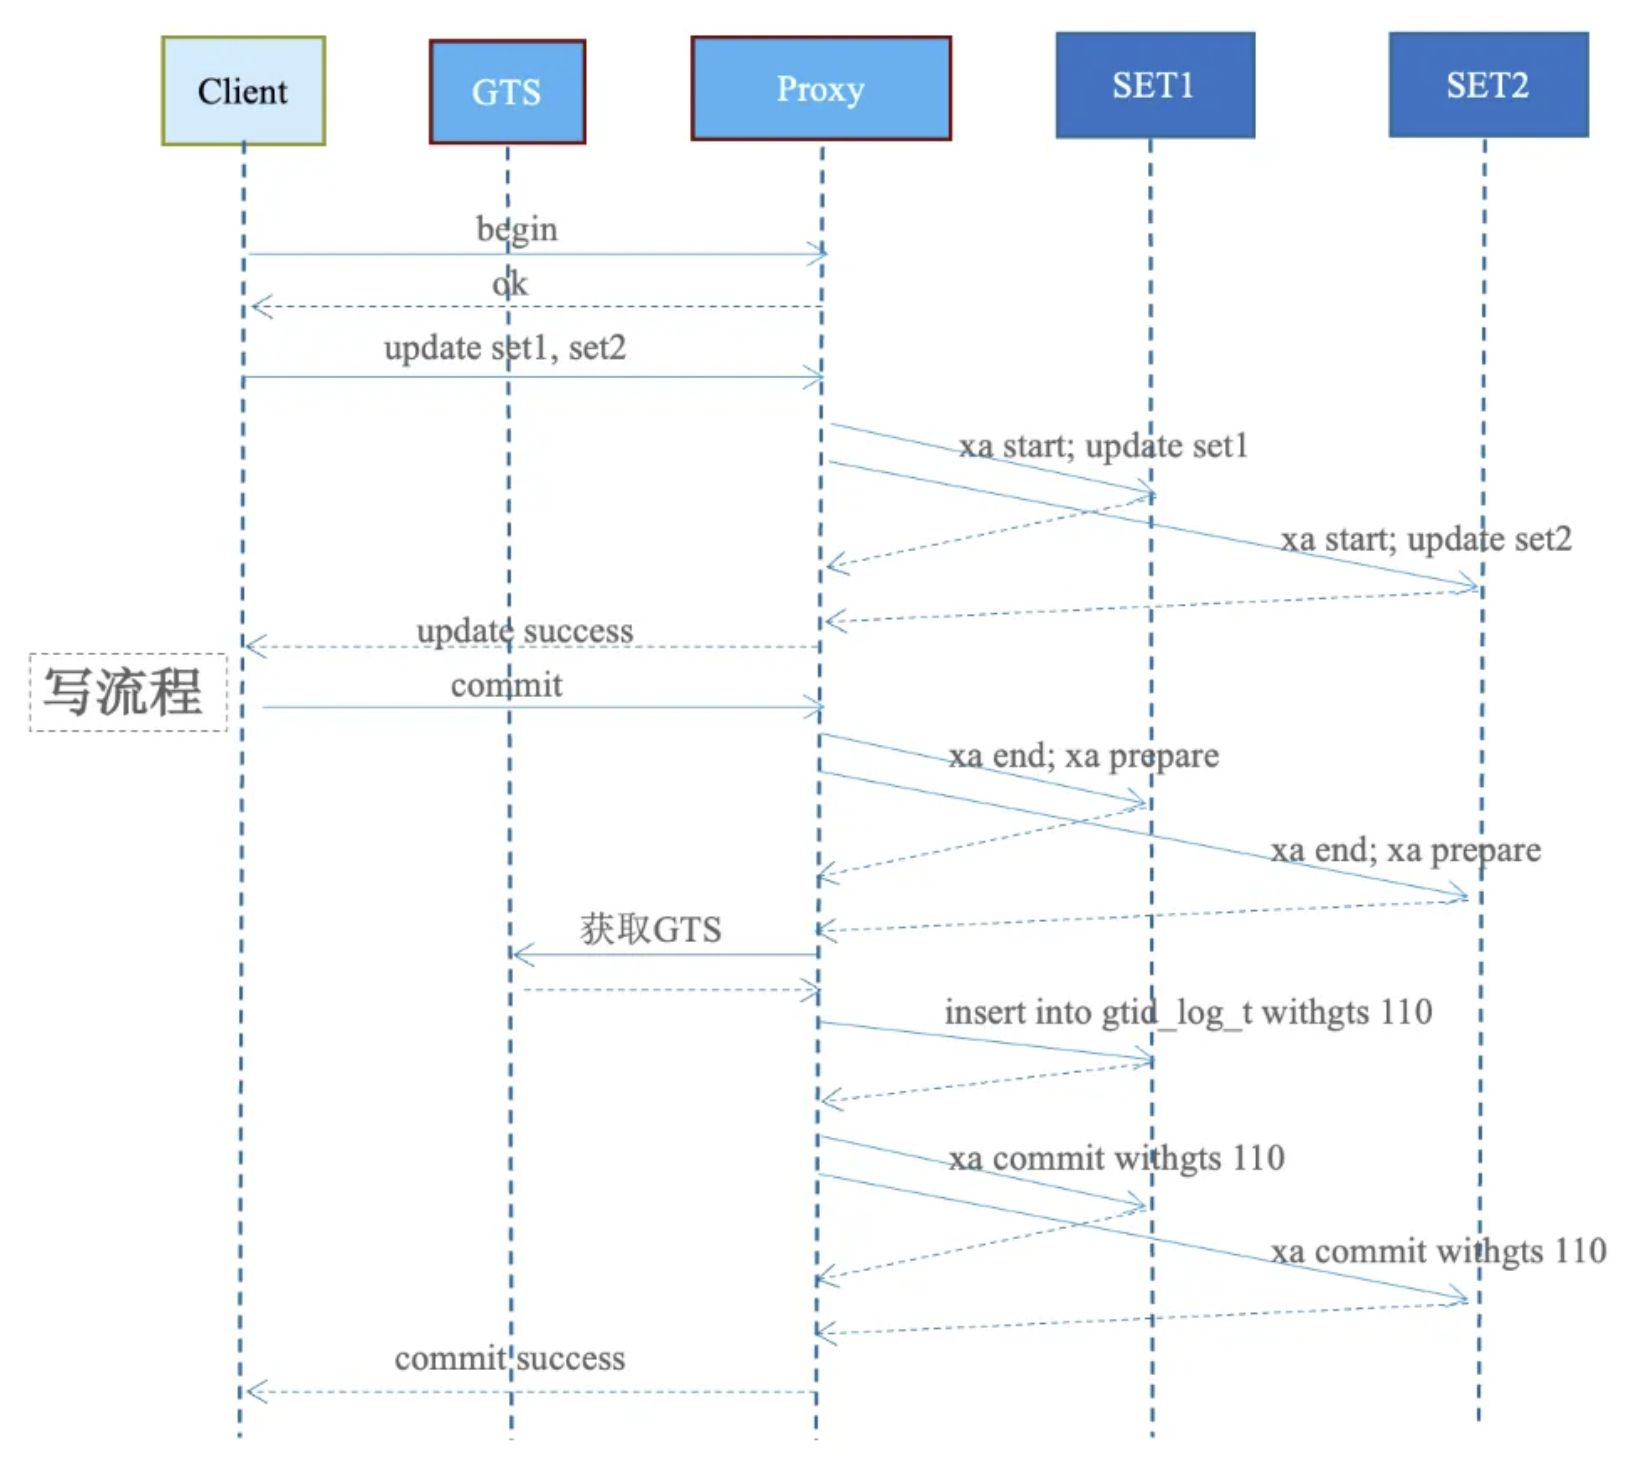 Client
GTS
Proxy
SET1
SET2
begin
ok
update set1, set2
xa start; update set1
xa start; update set2
update success
写流程
commit
xa end; xa prepare
xa end; xa prepare
获取GTS
insert into gtid_log_t withgts 110
xa commit withgts 110
xa commit withgts 110
commit success